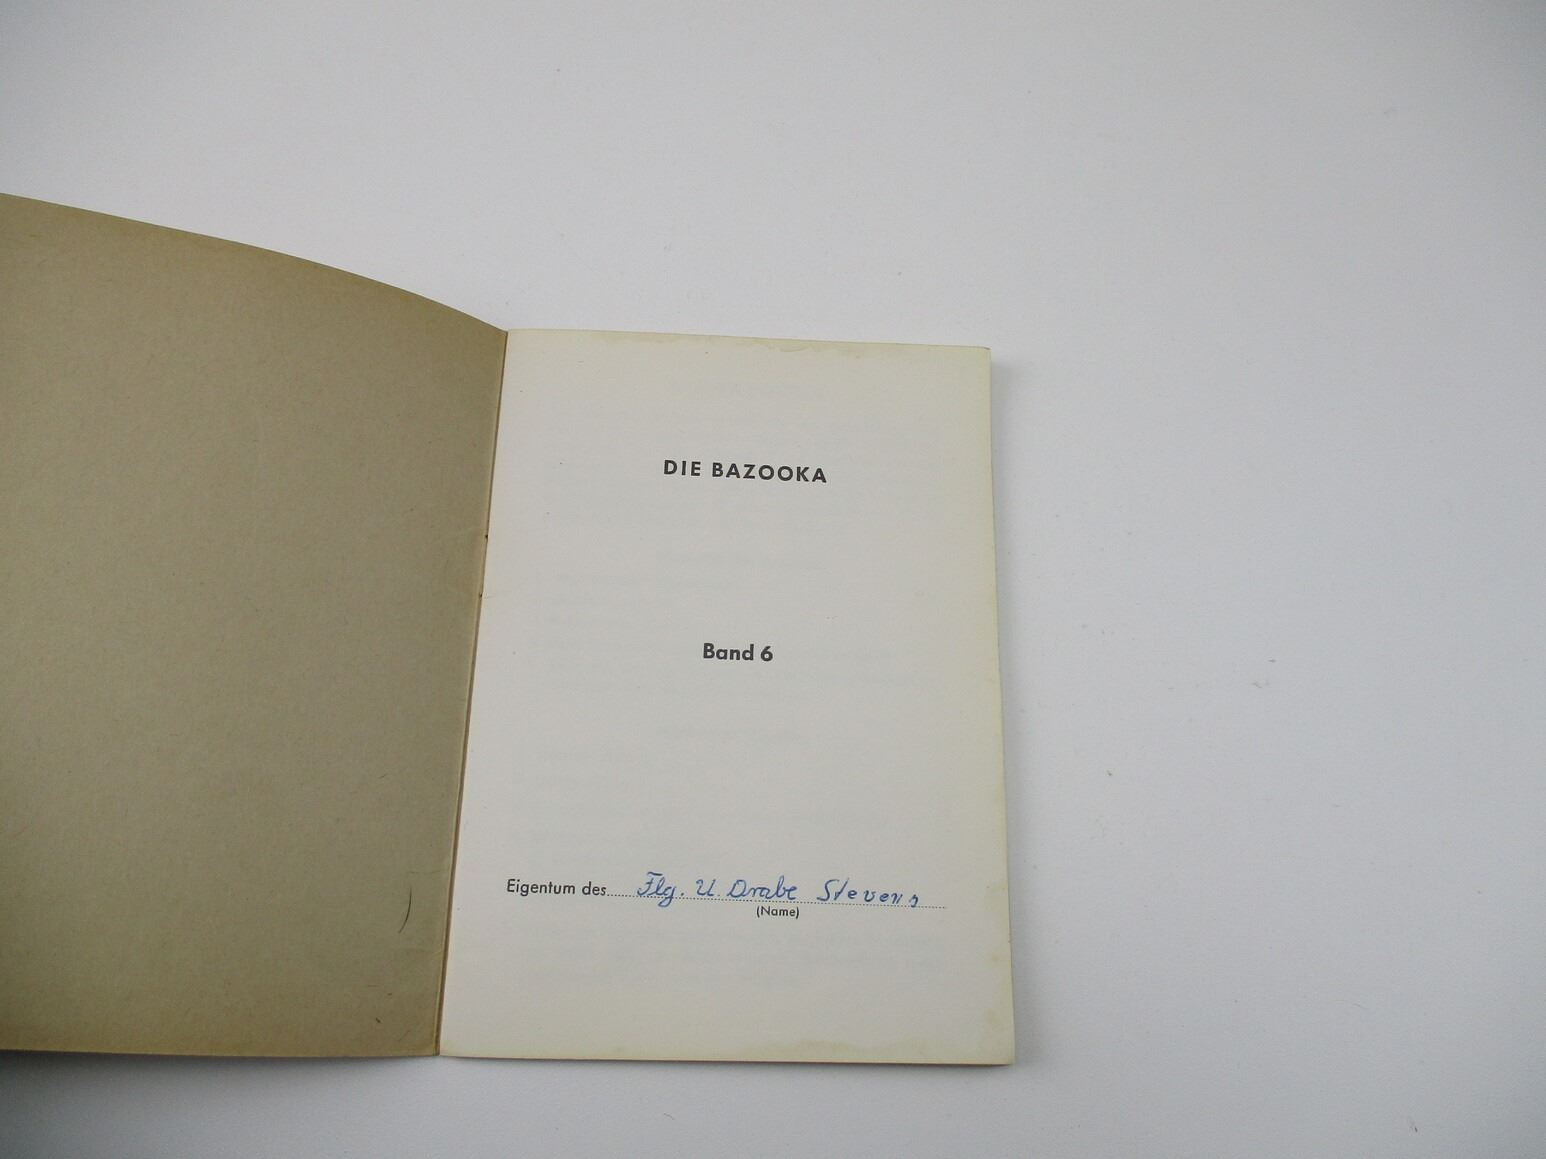 DIE BAZOOKA
Band 6
Eigentum des Flg. U. Drabe Stevens
(Name)